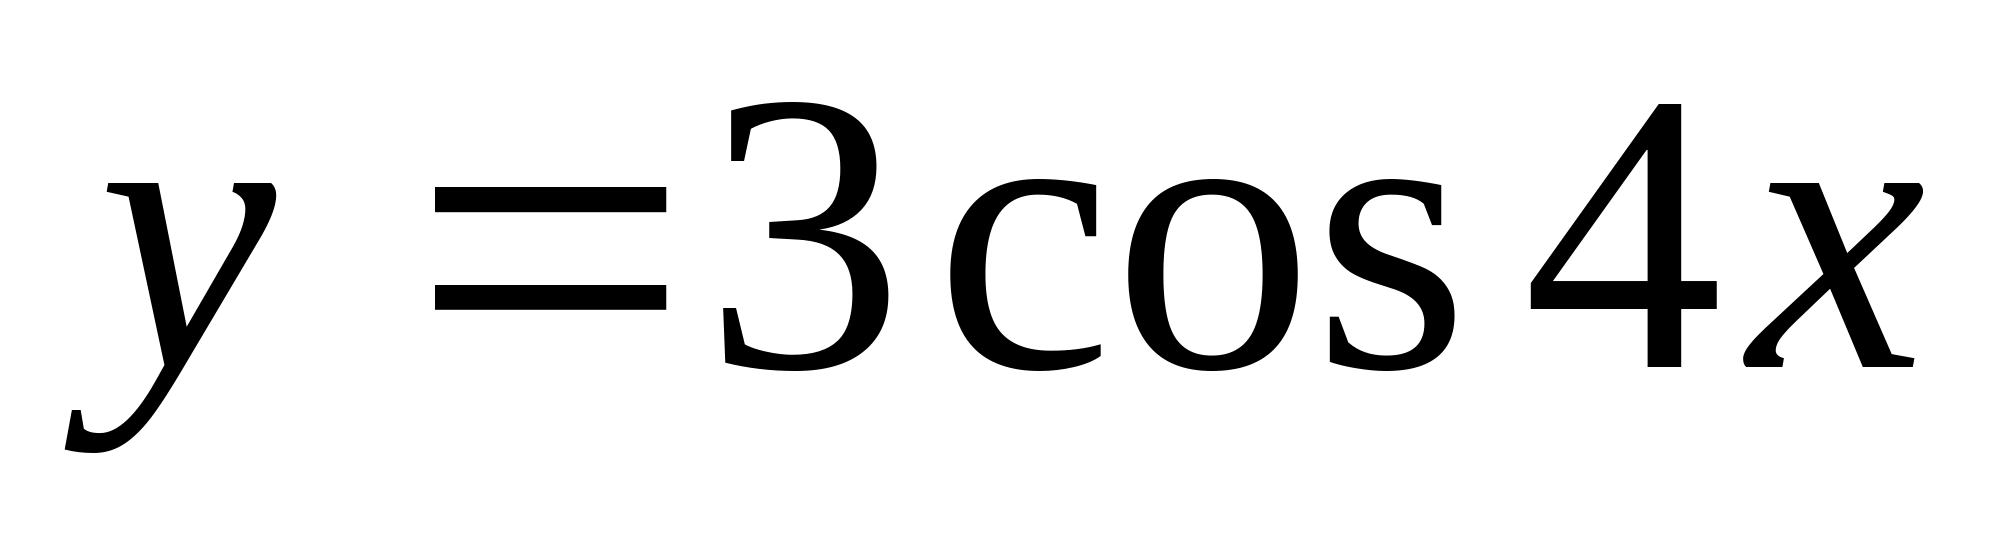 y = 3cos 4x